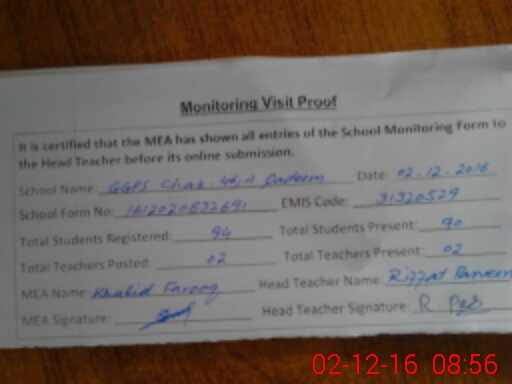 Monitoring Visit Proof
It is certified that the MEA has shown all entries of the School Monitoring Form to
the Head Teacher before its online submission.
School Name: GGPS Chak Qadeem Date: 02.12.2016
School Form No: EMIS Code: 31320529
Total Students Registered: 94 Total Students Present: 90
Total Teachers Posted: 02 Total Teachers Present: 02
MEA Name: Khalid Farooq Head Teacher Name: Riffat Parveen
MEA Signature: Head Teacher Signature: R
02-12-16 08:56